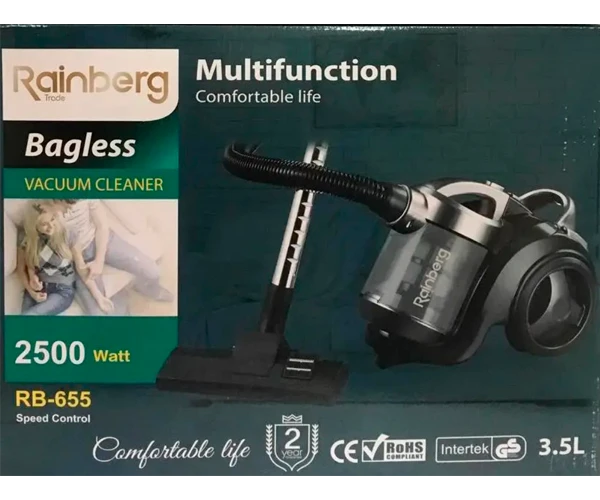 Rainberg
Trade
Multifunction
Comfortable life
Bagless
VACUUM CLEANER
Rainberg
2500 Watt
RB-655
Speed Control
Comfortable life
2
year
CE
RoHS
COMPLIANT
Intertek
GS
3.5L